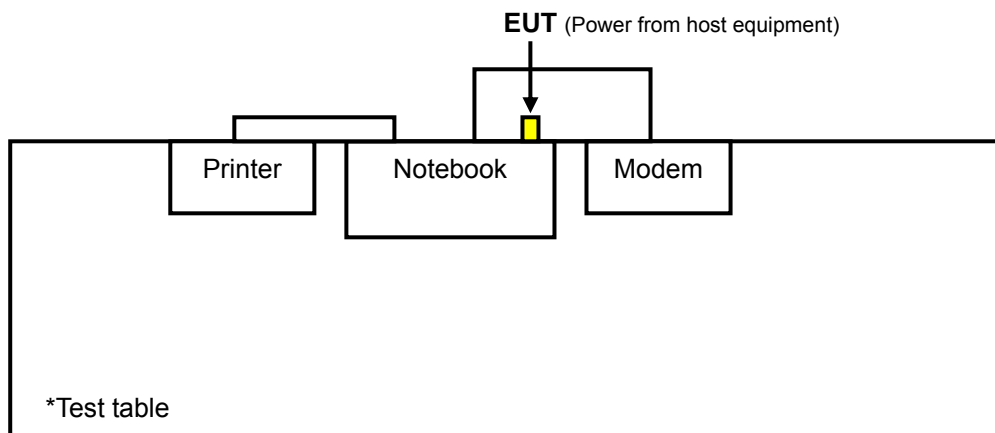 EUT (Power from host equipment)
Printer
Notebook
Modem
*Test table